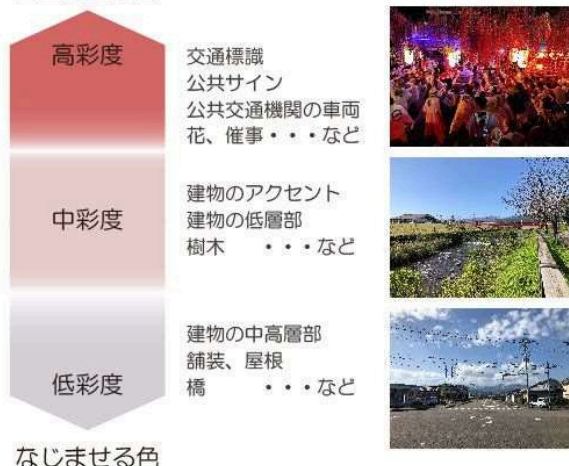 高彩度
交通標識
公共サイン
公共交通機関の車両
花、催事・・・など
中彩度
建物のアクセント
建物の低層部
樹木　・・・など
低彩度
建物の中高層部
舗装、屋根
橋　・・・など
なじませる色